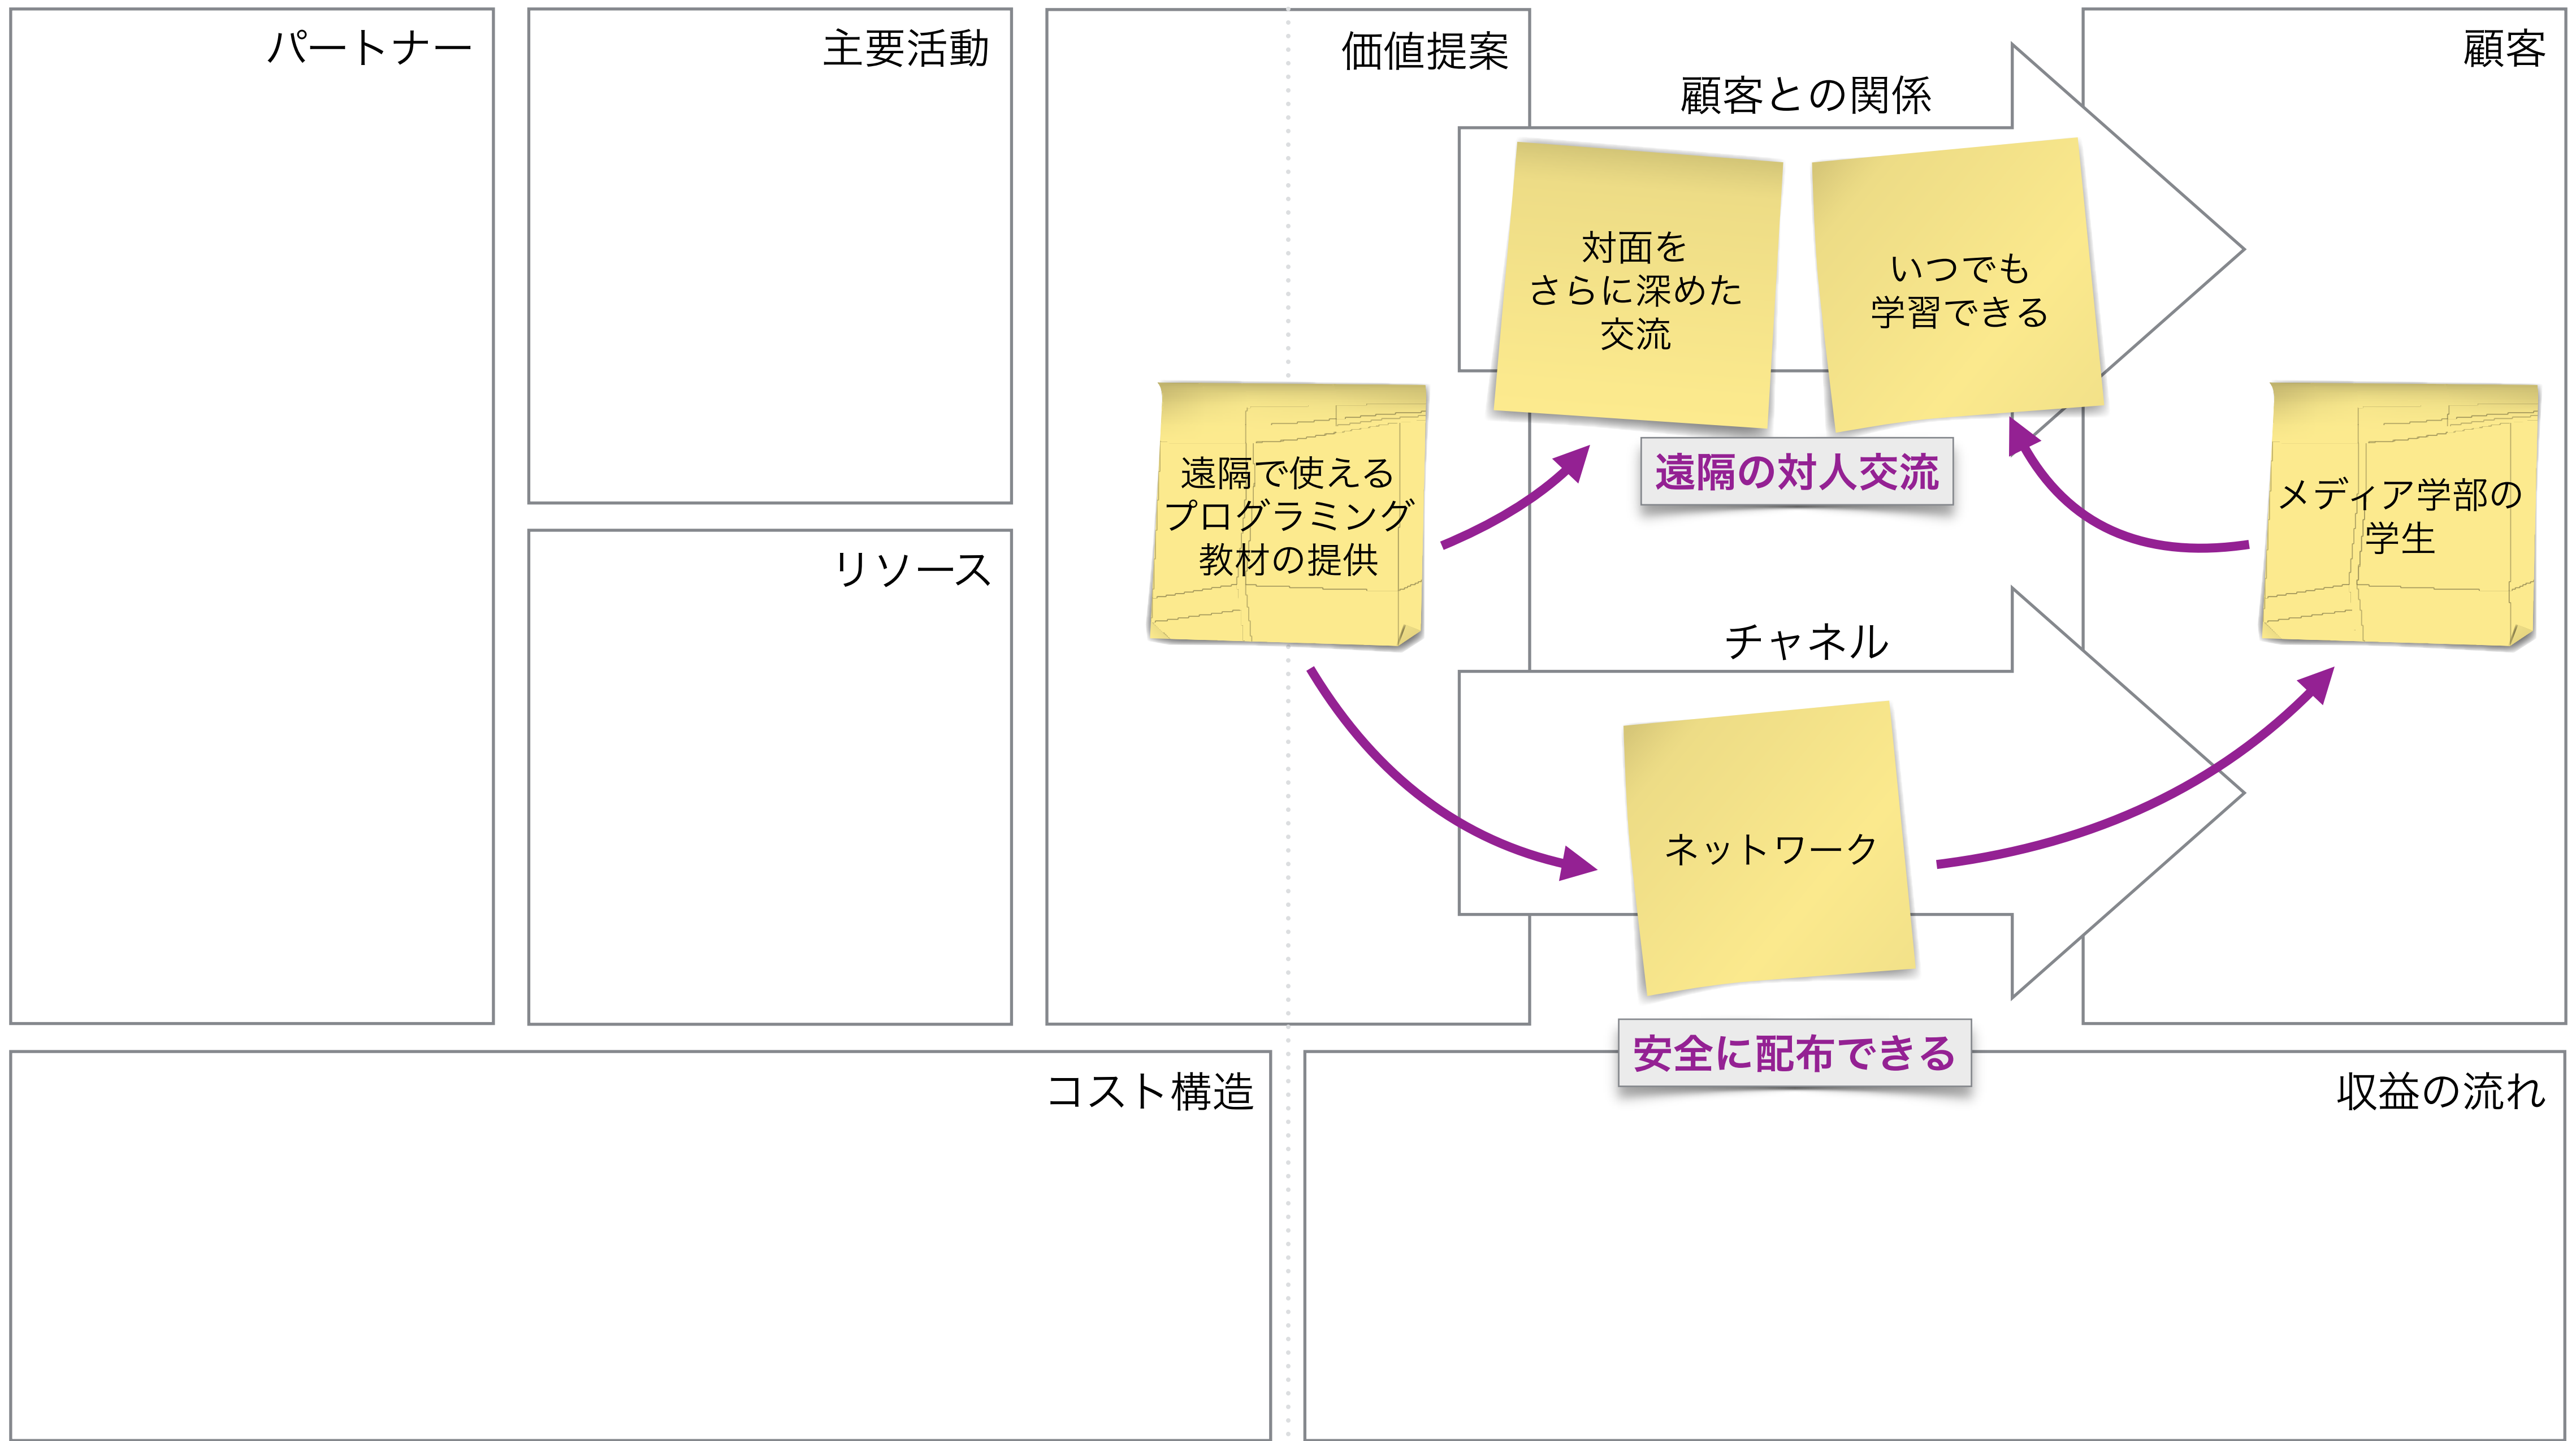 パートナー
主要活動
価値提案
顧客との関係
顧客
対面を
さらに深めた
交流
いつでも
学習できる
遠隔の対人交流
遠隔で使える
プログラミング
教材の提供
メディア学部の
学生
リソース
チャネル
ネットワーク
安全に配布できる
コスト構造
収益の流れ